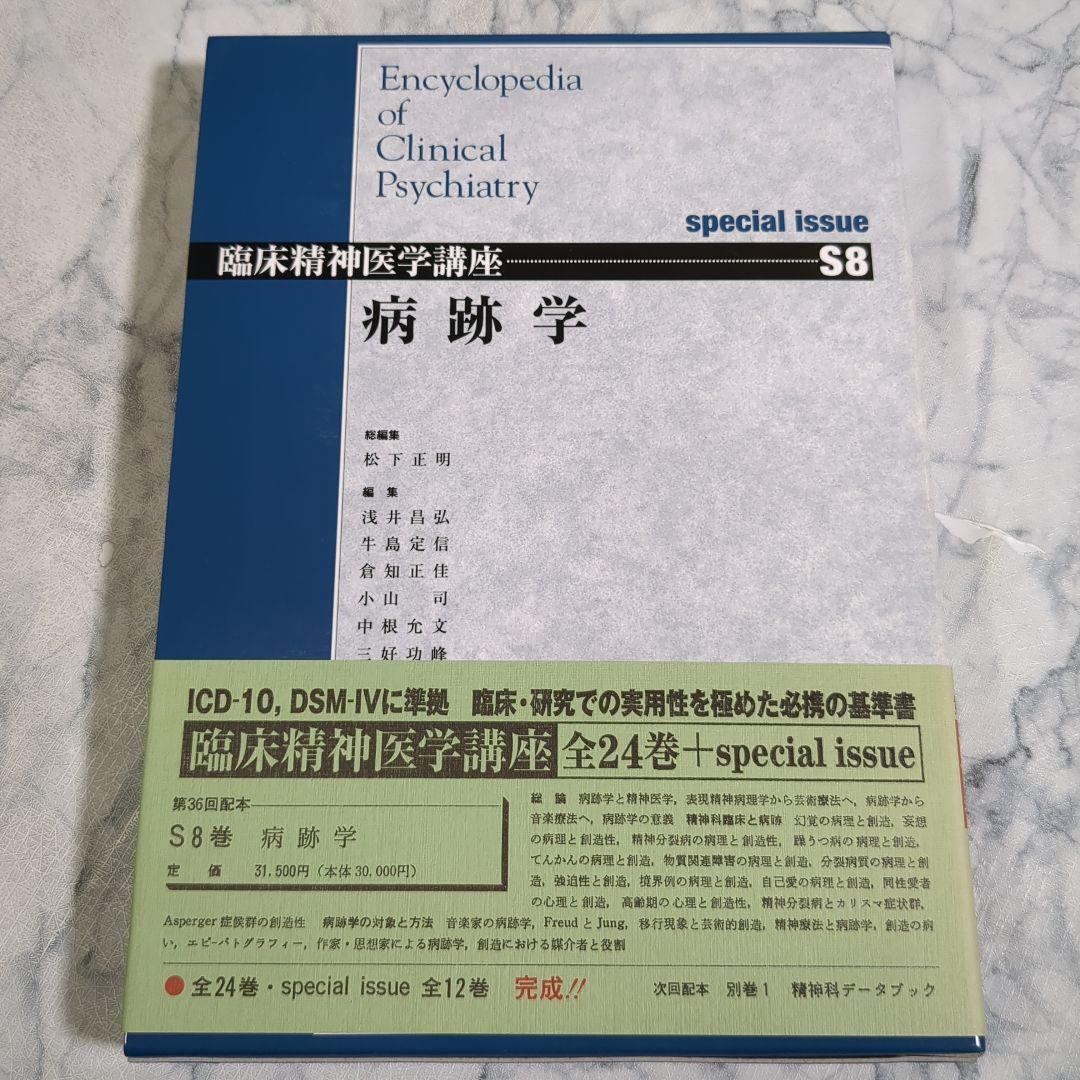 Encyclopedia
of
Clinical
Psychiatry
special issue
臨床精神医学講座 S8
病跡学
総編集
松下正明
編集
浅井昌弘
牛島定信
倉知正佳
小山 司
中根允文
三好功峰
ICD-10, DSM-IVに準拠 臨床・研究での実用性を極めた必携の基準書
臨床精神医学講座 全24巻+special issue
第36回配本
S8巻 病跡学
定価 31,500円(本体30,000円)
総論 病跡学と精神医学, 表現精神病理学から芸術療法へ, 病跡学から
音楽療法へ, 病跡学の意義 精神科臨床と病跡 幻覚の病理と創造, 妄想
の病理と創造性, 精神分裂病の病理と創造性, 躁うつ病の病理と創造,
てんかんの病理と創造, 物質関連障害の病理と創造, 分裂病質の病理と創
造, 強迫性と創造, 境界例の病理と創造, 自己愛の病理と創造, 同性愛者
の心理と創造, 高齢期の心理と創造性, 精神分裂病とカリスマ症状群,
Asperger症候群の創造性 病跡学の対象と方法 音楽家の病跡学, FreudとJung, 移行現象と芸術的創造, 精神療法と病跡学, 創造の病
い, エピ-パトグラフィー, 作家・思想家による病跡学, 創造における媒介者と役割
●全24巻・special issue 全12巻 完成!! 次回配本 別巻1 精神科データブック